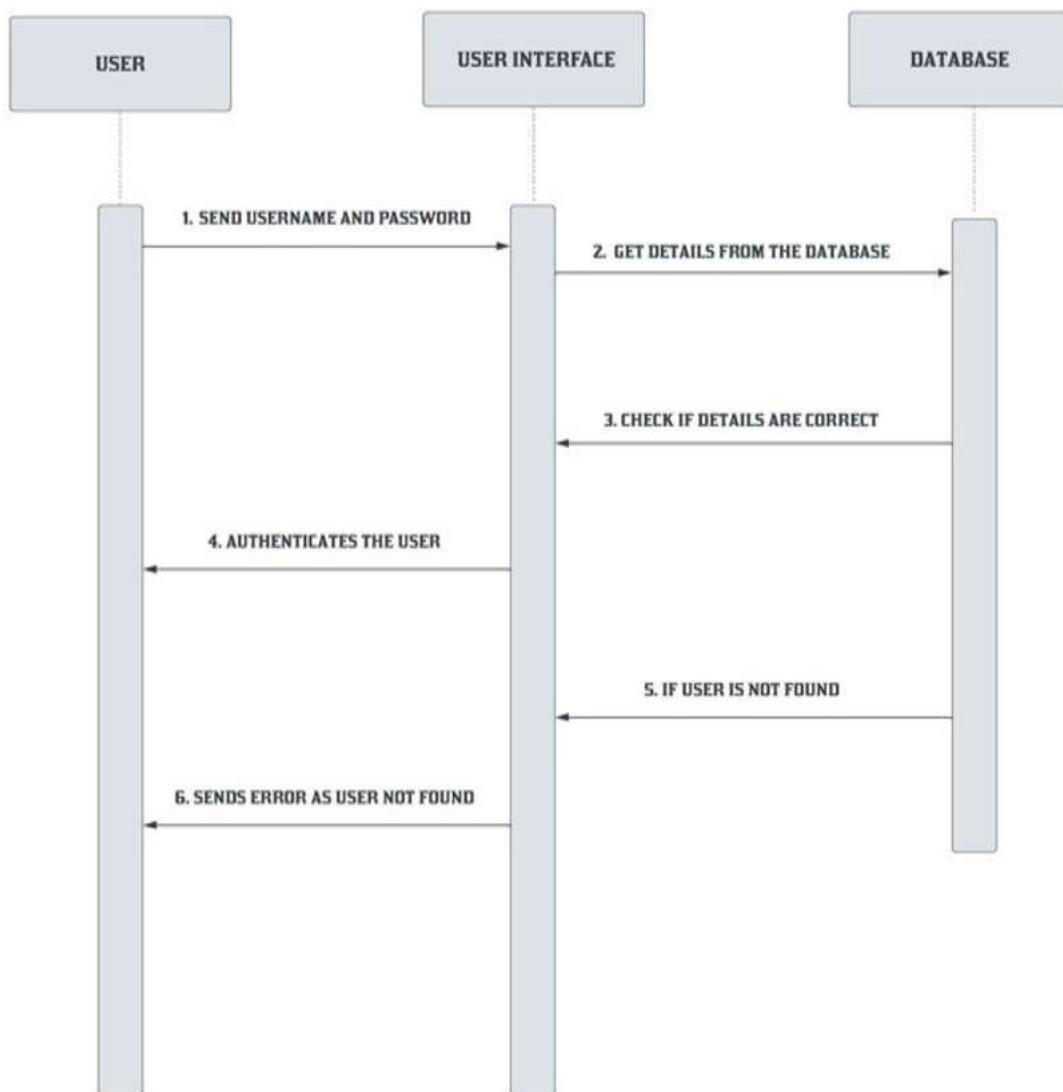 USER
USER INTERFACE
DATABASE
1. SEND USERNAME AND PASSWORD
2. GET DETAILS FROM THE DATABASE
3. CHECK IF DETAILS ARE CORRECT
4. AUTHENTICATES THE USER
5. IF USER IS NOT FOUND
6. SENDS ERROR AS USER NOT FOUND